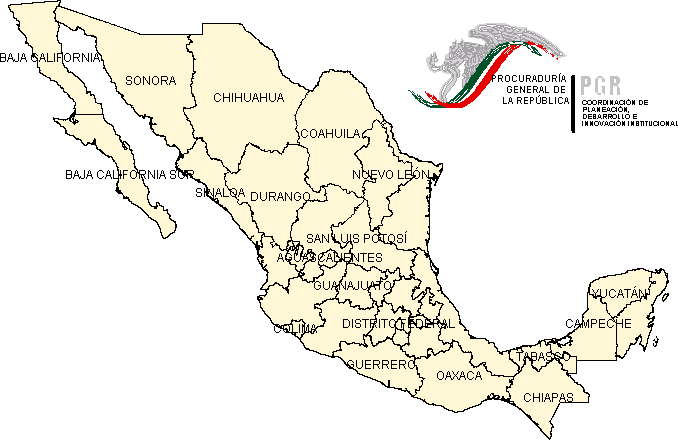 BAJA CALIFORNIA
SONORA
CHIHUAHUA
COAHUILA
BAJA CALIFORNIA SUR
SINALOA
DURANGO
NUEVO LEÓN
SAN LUIS POTOSÍ
AGUASCALIENTES
GUANAJUATO
COLIMA
DISTRITO FEDERAL
GUERRERO
OAXACA
TABASCO
CHIAPAS
CAMPECHE
YUCATÁN
PROCURADURÍA
GENERAL DE
LA REPÚBLICA
PGR
COORDINACIÓN DE
PLANEACIÓN,
DESARROLLO E
INNOVACIÓN INSTITUCIONAL